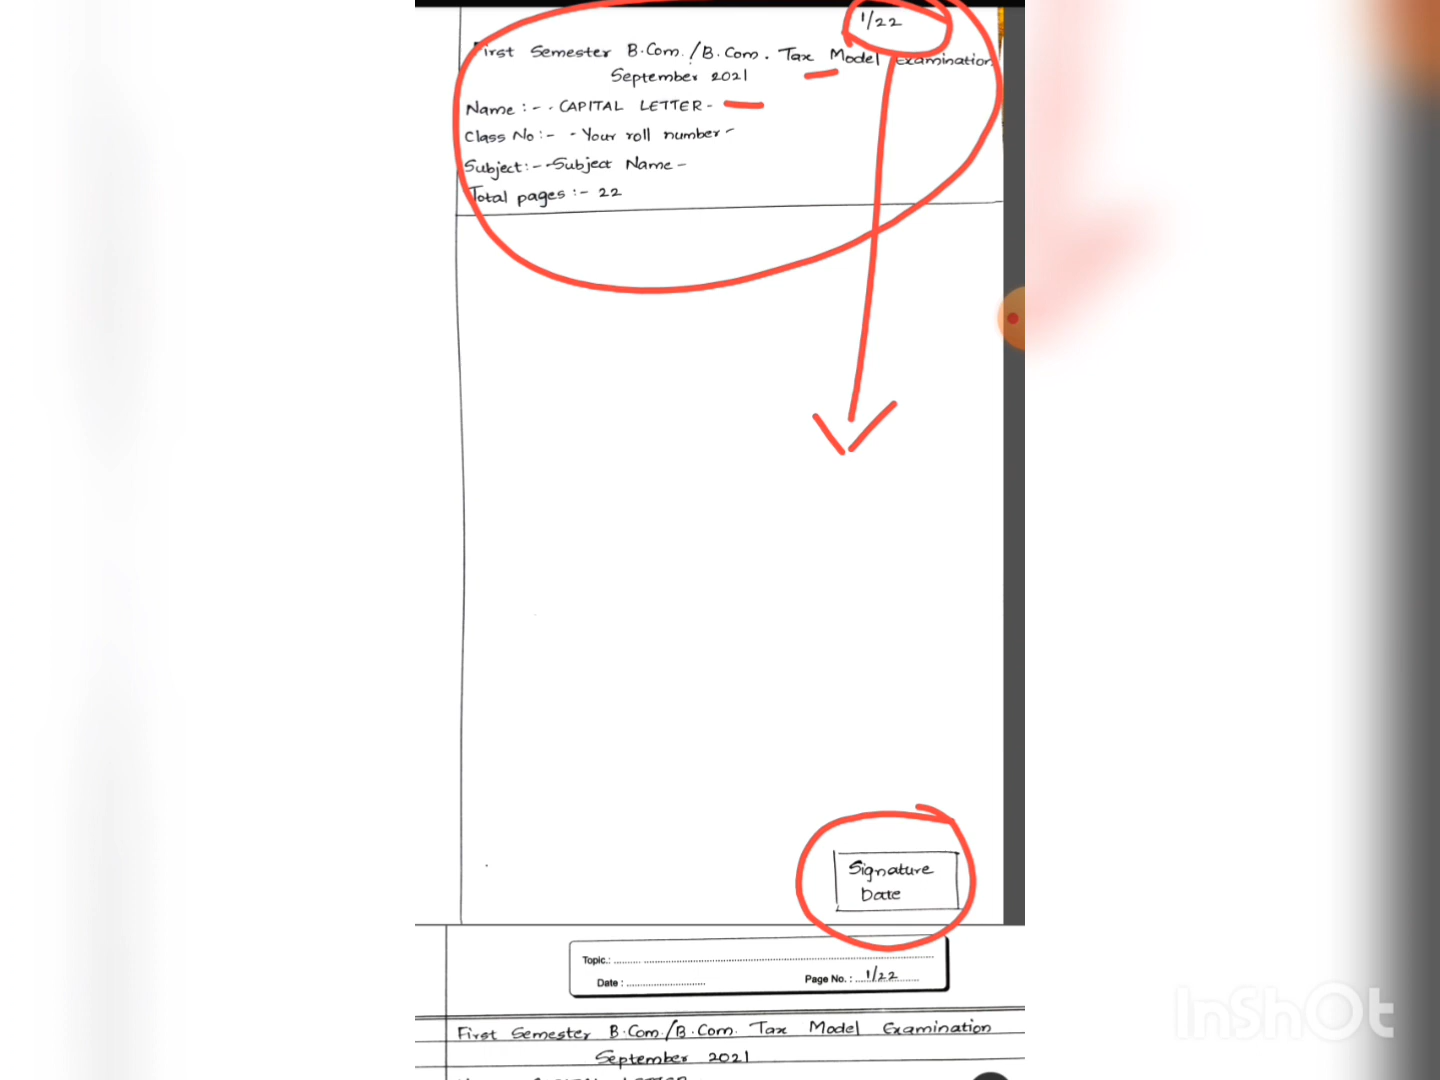 1/22
First Semester B.Com./B.Com. Tax Model Examination
September 2021
Name :- - CAPITAL LETTER -
Class No :- - Your roll number -
Subject :- - Subject Name -
Total pages :- 22
Signature
Date
Topic.: ..........................................................................................
Date : ............................ Page No. : ...1/22.......
First Semester B.Com./B.Com. Tax Model Examination
September 2021
InShOt